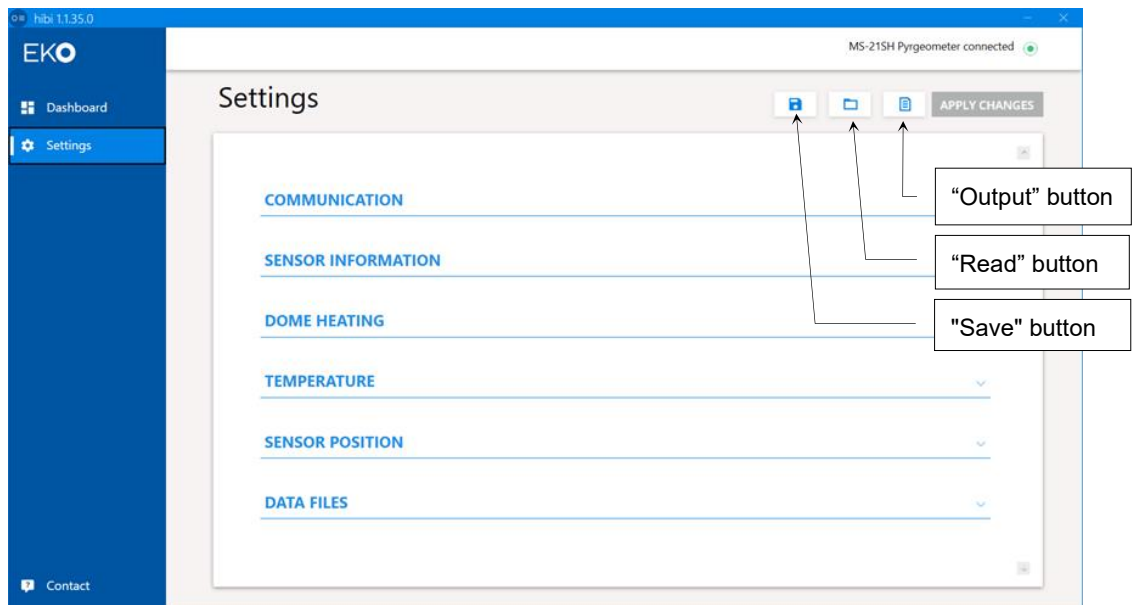 hibi 1.1.35.0
EKO
MS-21SH Pyrgeometer connected
Dashboard
Settings
Settings
APPLY CHANGES
COMMUNICATION
“Output” button
SENSOR INFORMATION
“Read” button
DOME HEATING
"Save" button
TEMPERATURE
SENSOR POSITION
DATA FILES
Contact